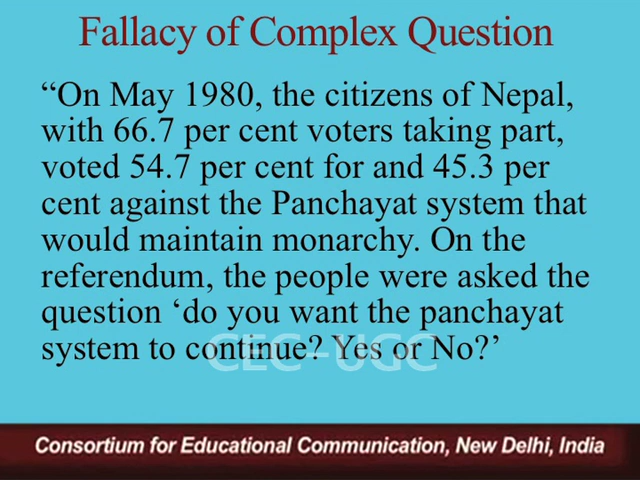 Fallacy of Complex Question
“On May 1980, the citizens of Nepal,
with 66.7 per cent voters taking part,
voted 54.7 per cent for and 45.3 per
cent against the Panchayat system that
would maintain monarchy. On the
referendum, the people were asked the
question ‘do you want the panchayat
system to continue? Yes or No?’
CEC-UGC
Consortium for Educational Communication, New Delhi, India